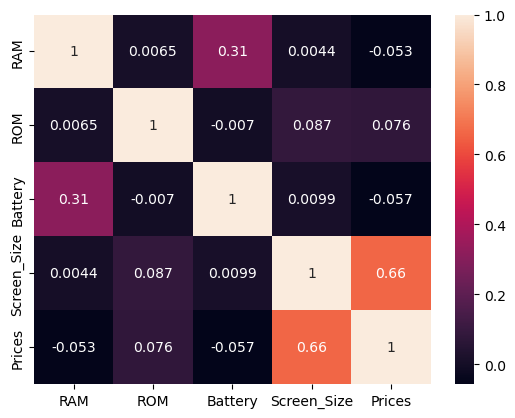 RAM 1 0.0065 0.31 0.0044 -0.053
ROM 0.0065 1 -0.007 0.087 0.076
Battery 0.31 -0.007 1 0.0099 -0.057
Screen_Size 0.0044 0.087 0.0099 1 0.66
Prices -0.053 0.076 -0.057 0.66 1
RAM ROM Battery Screen_Size Prices
1.0
0.8
0.6
0.4
0.2
0.0